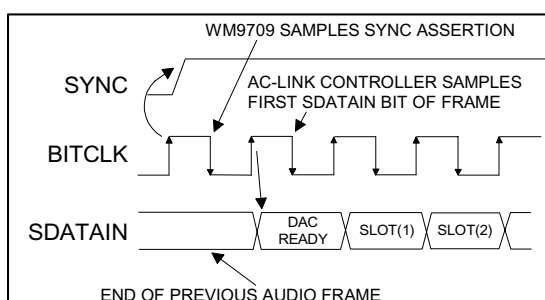 WM9709 SAMPLES SYNC ASSERTION
SYNC
AC-LINK CONTROLLER SAMPLES
FIRST SDATAIN BIT OF FRAME
BITCLK
SDATAIN
DAC
READY
SLOT(1)
SLOT(2)
END OF PREVIOUS AUDIO FRAME